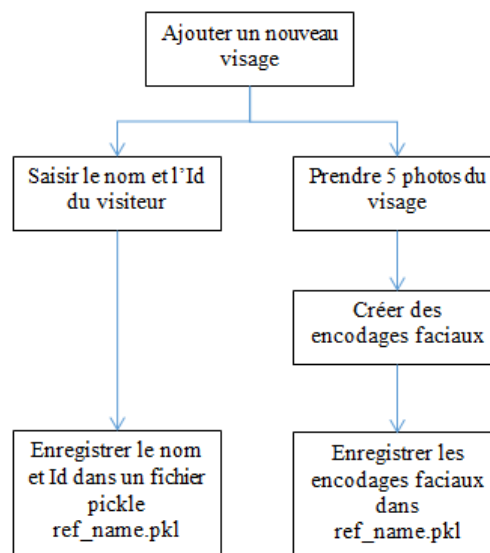 Ajouter un nouveau
visage
Saisir le nom et l'Id
du visiteur
Prendre 5 photos du
visage
Créer des
encodages faciaux
Enregistrer le nom
et Id dans un fichier
pickle
ref_name.pkl
Enregistrer les
encodages faciaux
dans
ref_name.pkl